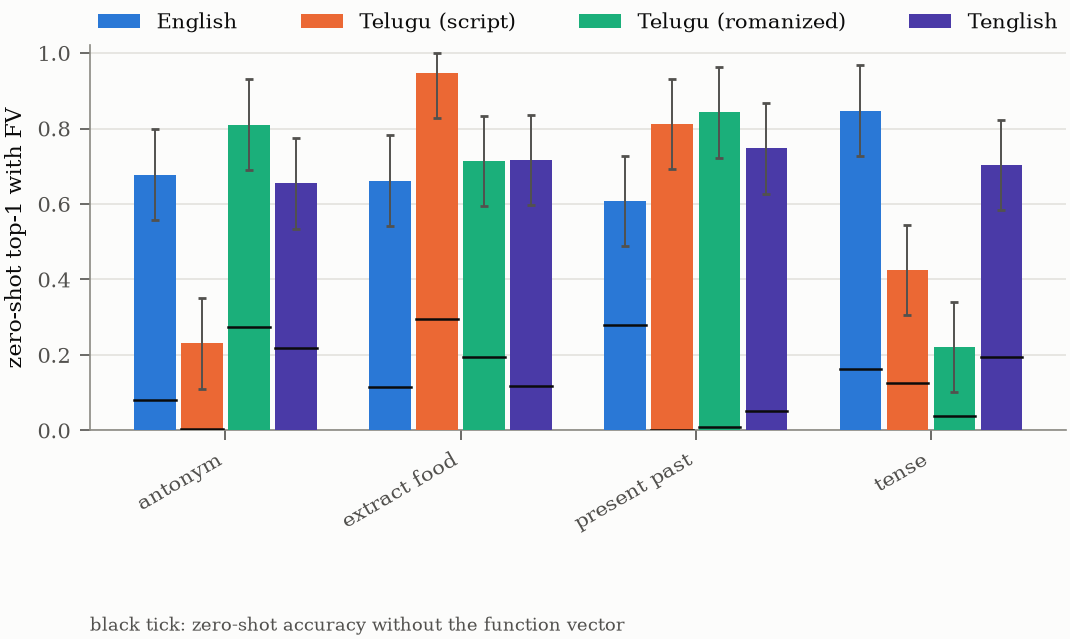 English Telugu (script) Telugu (romanized) Tenglish
zero-shot top-1 with FV
1.0
0.8
0.6
0.4
0.2
0.0
antonym extract food present past tense
black tick: zero-shot accuracy without the function vector